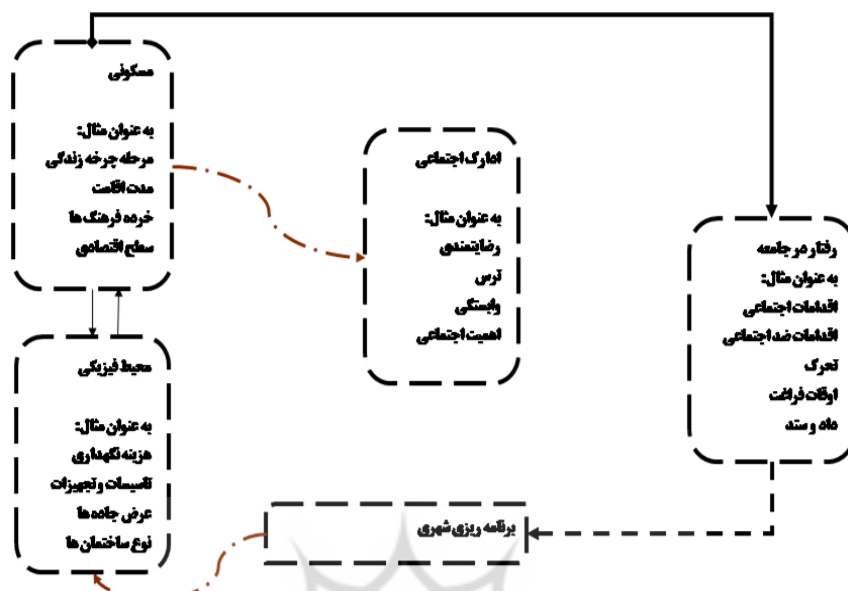 مسکونی
به عنوان مثال:
مرحله چرخه زندگی
مدت اقامت
خرده فرهنگ ها
سطح اقتصادی
ادارک اجتماعی
به عنوان مثال:
رضایتمندی
ترس
وابستگی
اهمیت اجتماعی
رفتار در جامعه
به عنوان مثال:
اقدامات اجتماعی
اقدامات ضد اجتماعی
تحرک
اوقات فراغت
داد و ستد
محیط فیزیکی
به عنوان مثال:
هزینه نگهداری
تاسیسات و تجهیزات
عرض جاده ها
نوع ساختمان ها
برنامه ریزی شهری